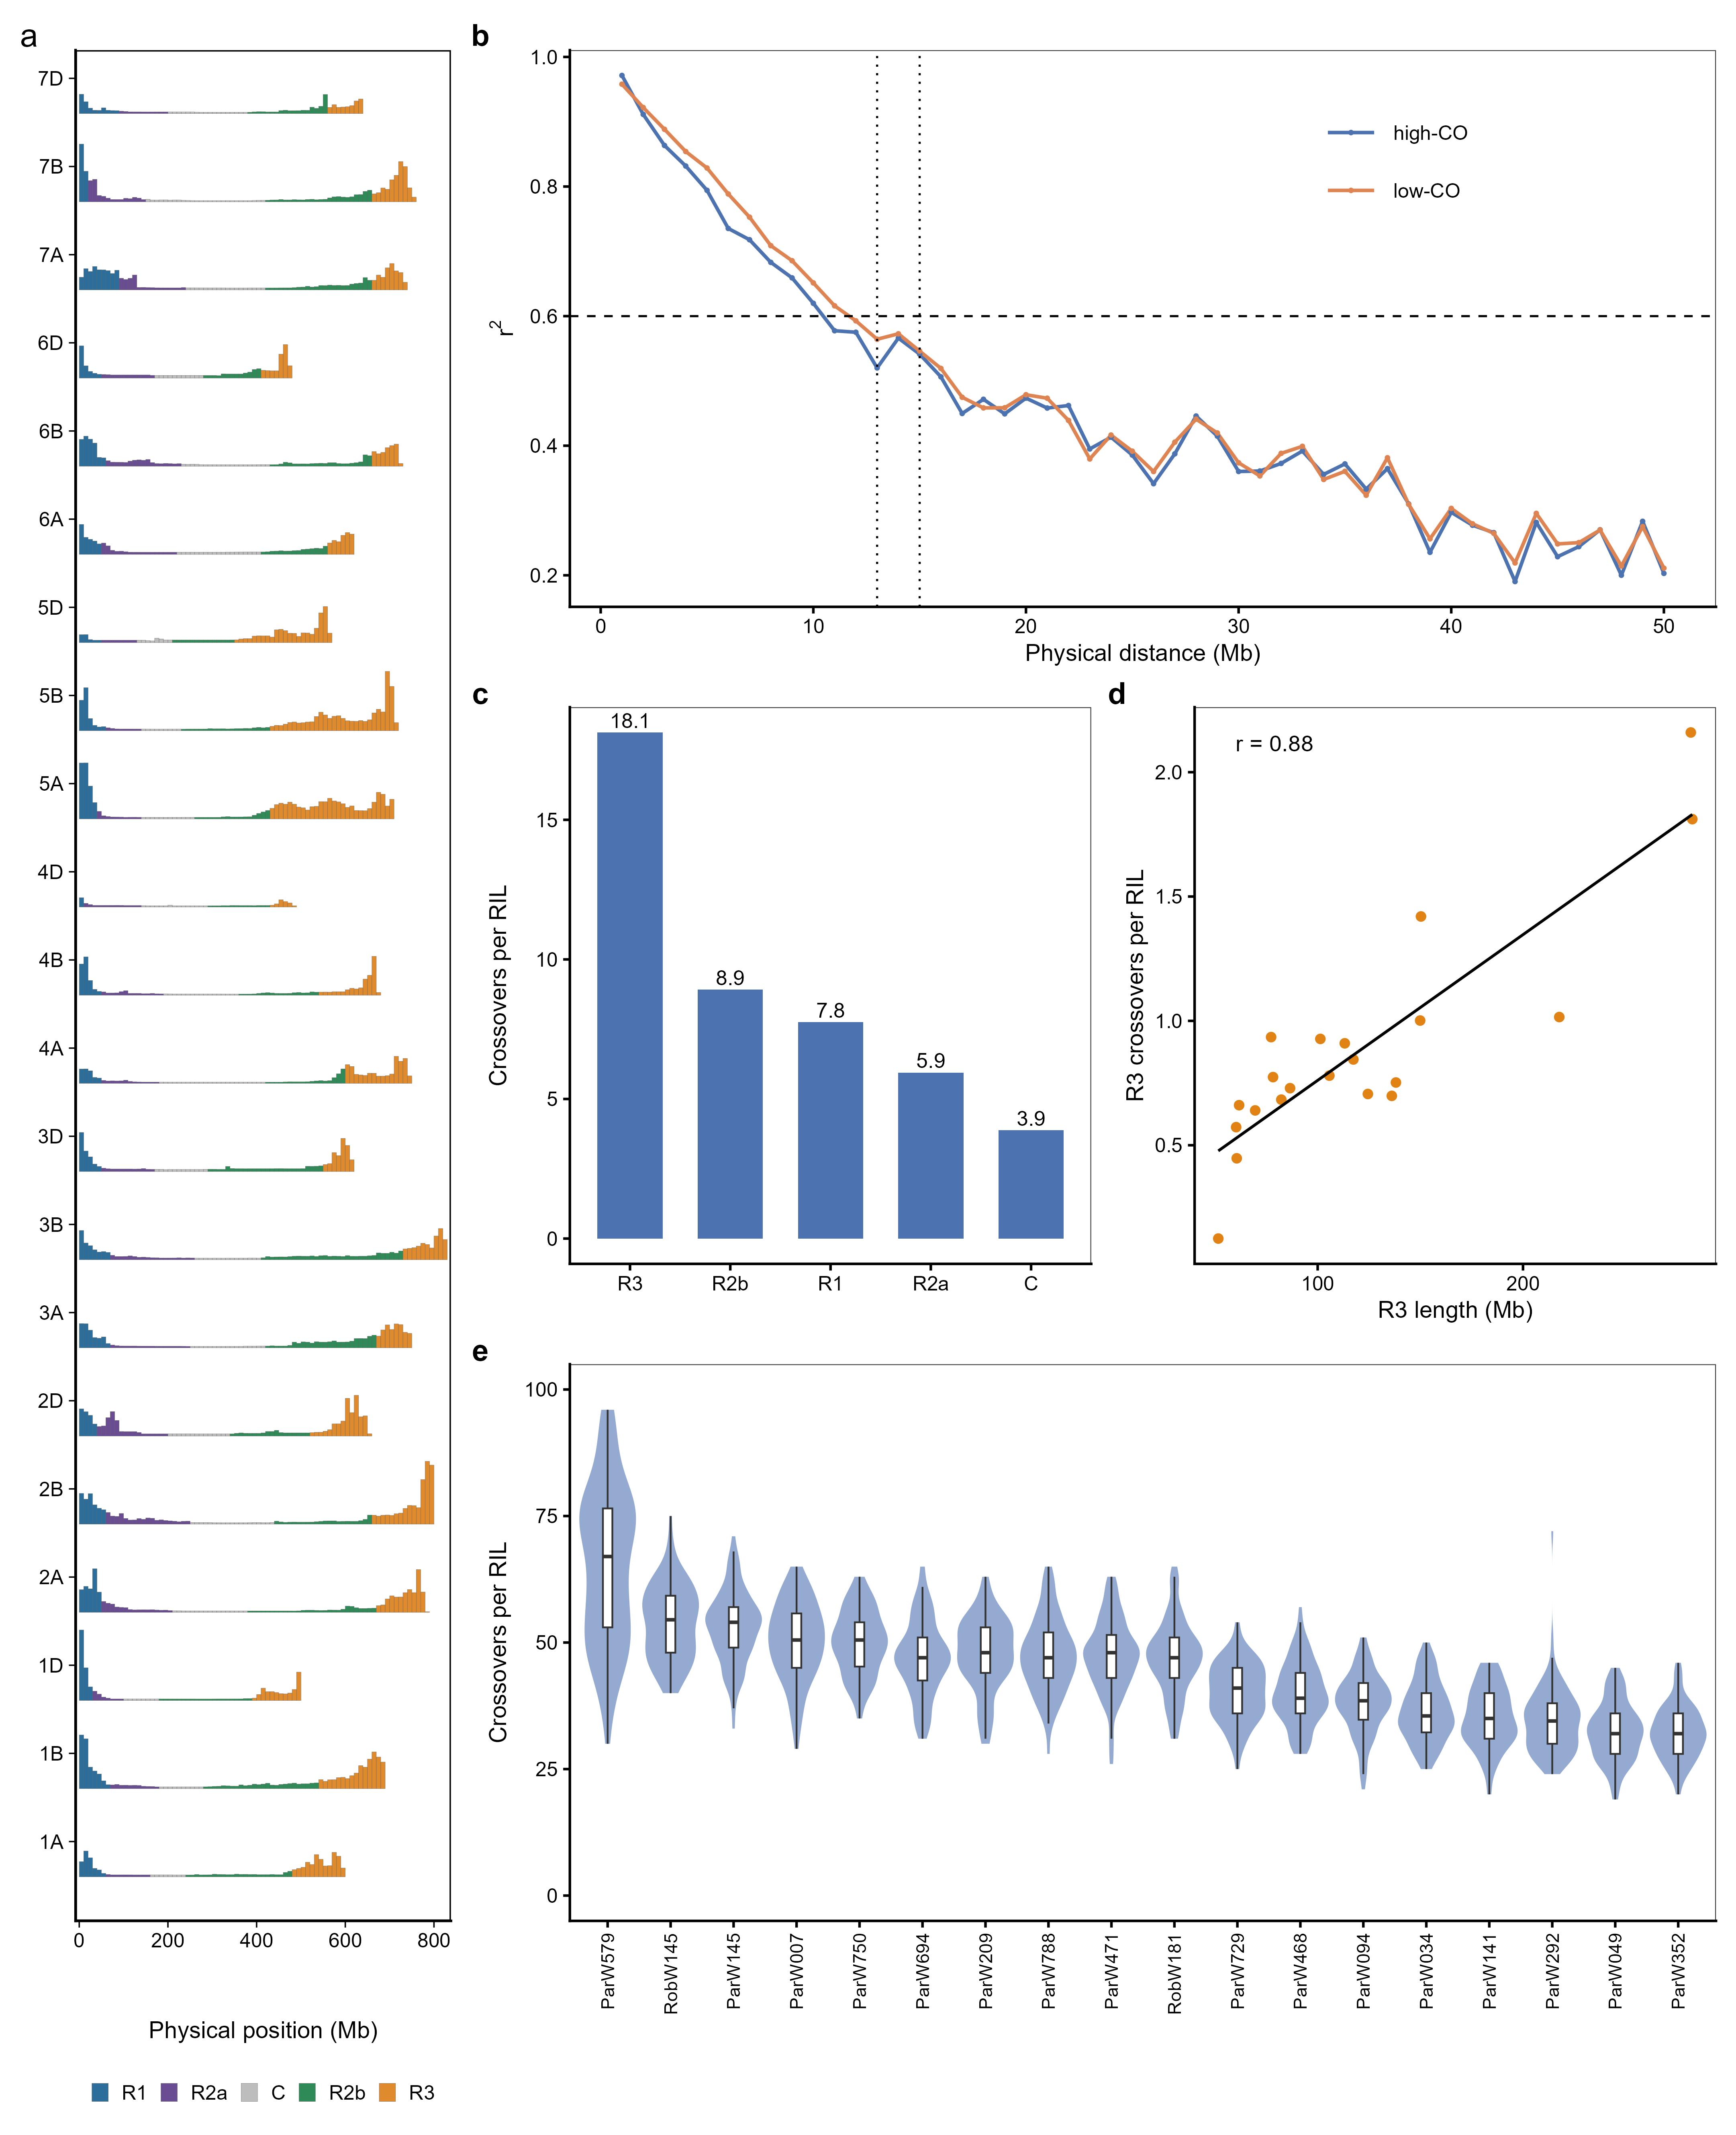 a
7D
7B
7A
6D
6B
6A
5D
5B
5A
4D
4B
4A
3D
3B
3A
2D
2B
2A
1D
1B
1A
0 200 400 600 800
Physical position (Mb)
R1 R2a C R2b R3
b
r2
1.0
0.8
0.6
0.4
0.2
high-CO
low-CO
0 10 20 30 40 50
Physical distance (Mb)
c
Crossovers per RIL
15
10
5
0
18.1
8.9
7.8
5.9
3.9
R3 R2b R1 R2a C
d
R3 crossovers per RIL
2.0
1.5
1.0
0.5
r = 0.88
100 200
R3 length (Mb)
e
Crossovers per RIL
100
75
50
25
0
ParW579
RobW145
ParW145
ParW007
ParW750
ParW694
ParW209
ParW788
ParW471
RobW181
ParW729
ParW468
ParW094
ParW034
ParW141
ParW292
ParW049
ParW352